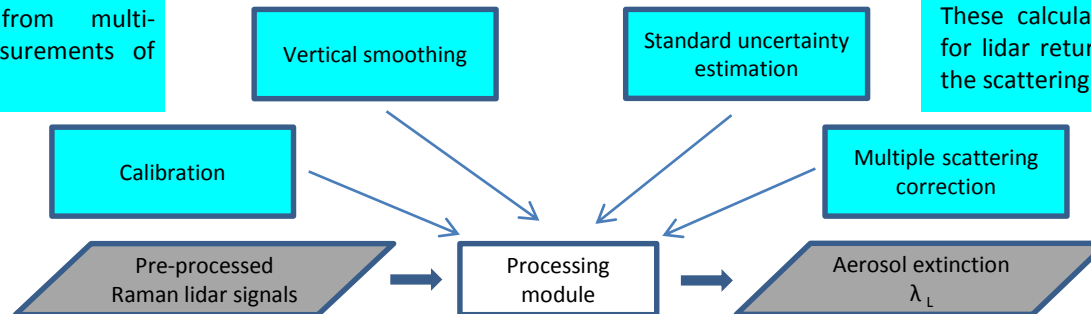 from multi-
surements of
Vertical smoothing
Standard uncertainty
estimation
These calcula
for lidar retur
the scattering
Calibration
Multiple scattering
correction
Pre-processed
Raman lidar signals
Processing
module
Aerosol extinction
λ L